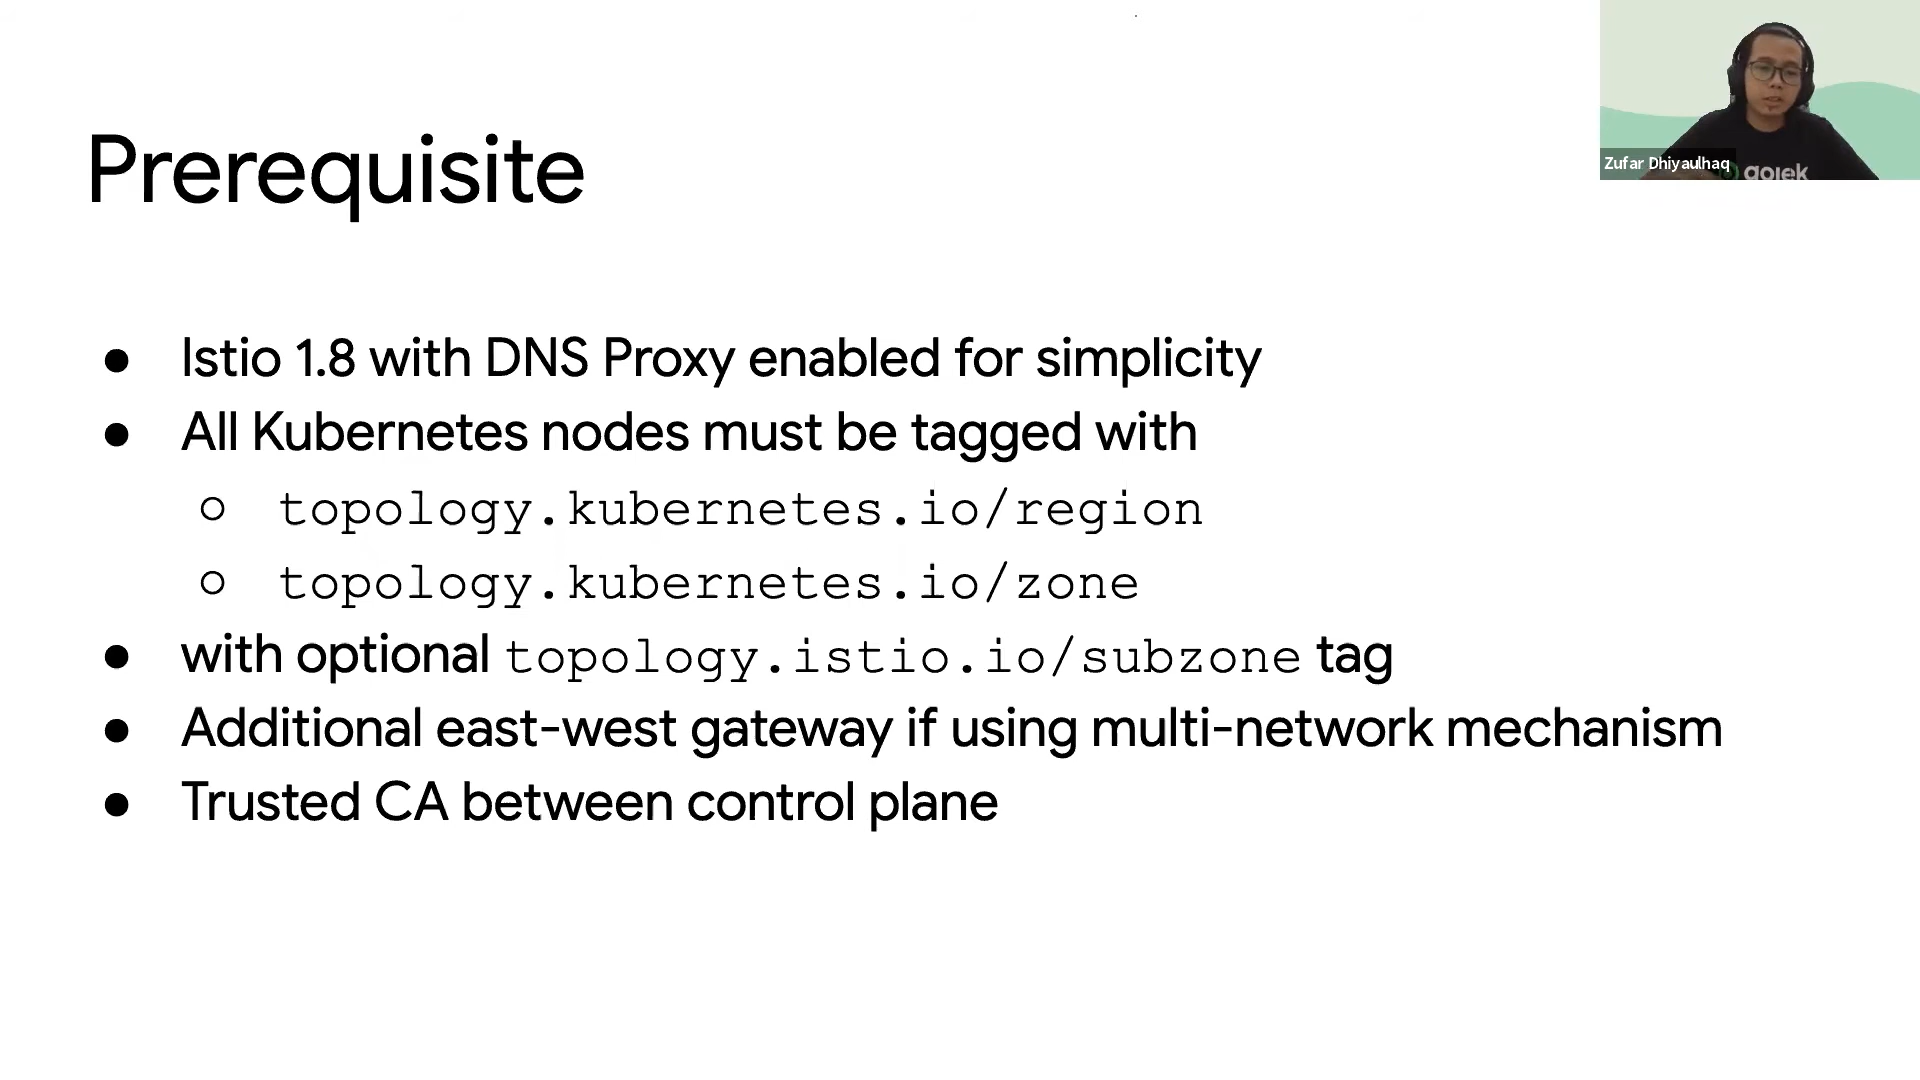 Prerequisite
● Istio 1.8 with DNS Proxy enabled for simplicity
● All Kubernetes nodes must be tagged with
○ topology.kubernetes.io/region
○ topology.kubernetes.io/zone
● with optional topology.istio.io/subzone tag
● Additional east-west gateway if using multi-network mechanism
● Trusted CA between control plane
Zufar Dhiyaulhaq
gojek